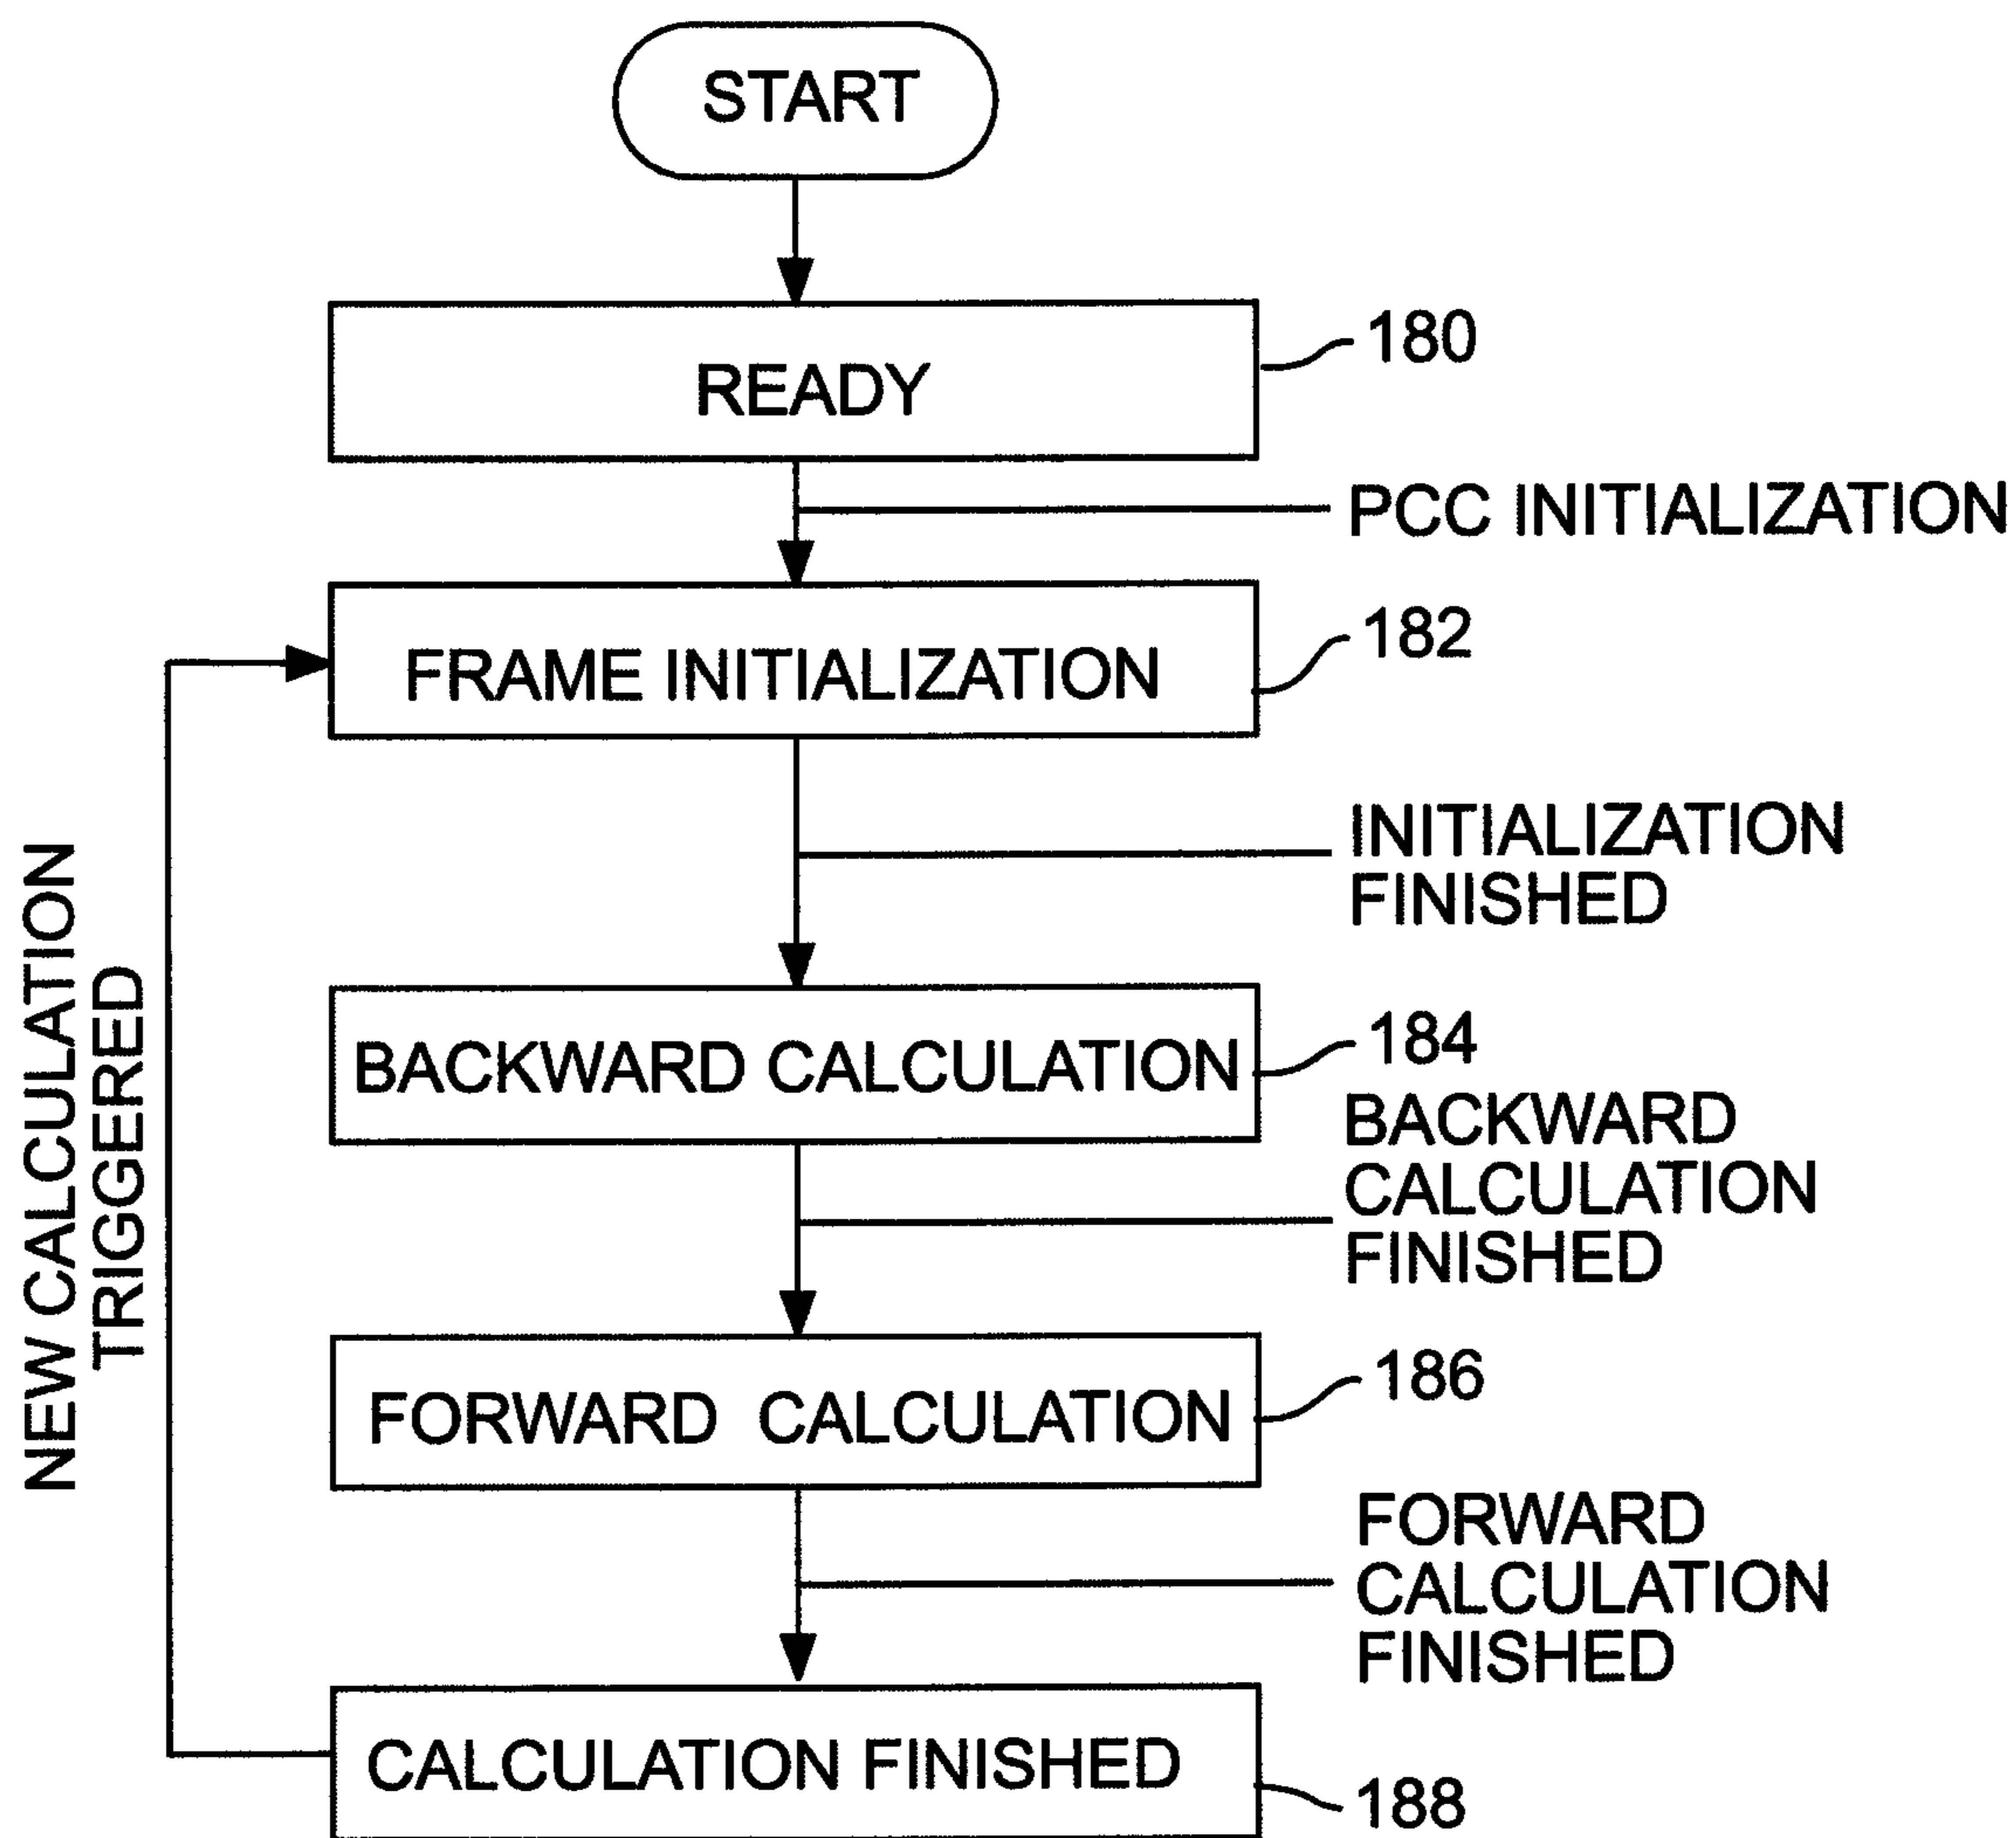 START
READY
180
PCC INITIALIZATION
FRAME INITIALIZATION
182
INITIALIZATION
FINISHED
BACKWARD CALCULATION
184
BACKWARD
CALCULATION
FINISHED
FORWARD CALCULATION
186
FORWARD
CALCULATION
FINISHED
CALCULATION FINISHED
188
NEW CALCULATION
TRIGGERED